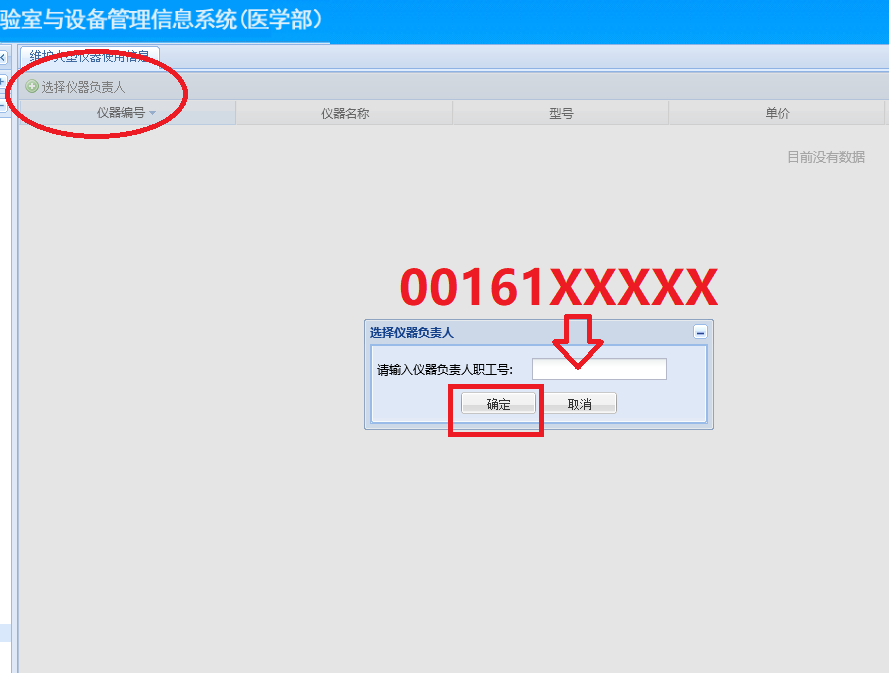 验室与设备管理信息系统(医学部)
维护大型仪器使用信息
选择仪器负责人
仪器编号 仪器名称 型号 单价
目前没有数据
00161XXXXX
选择仪器负责人
请输入仪器负责人职工号:
确定 取消